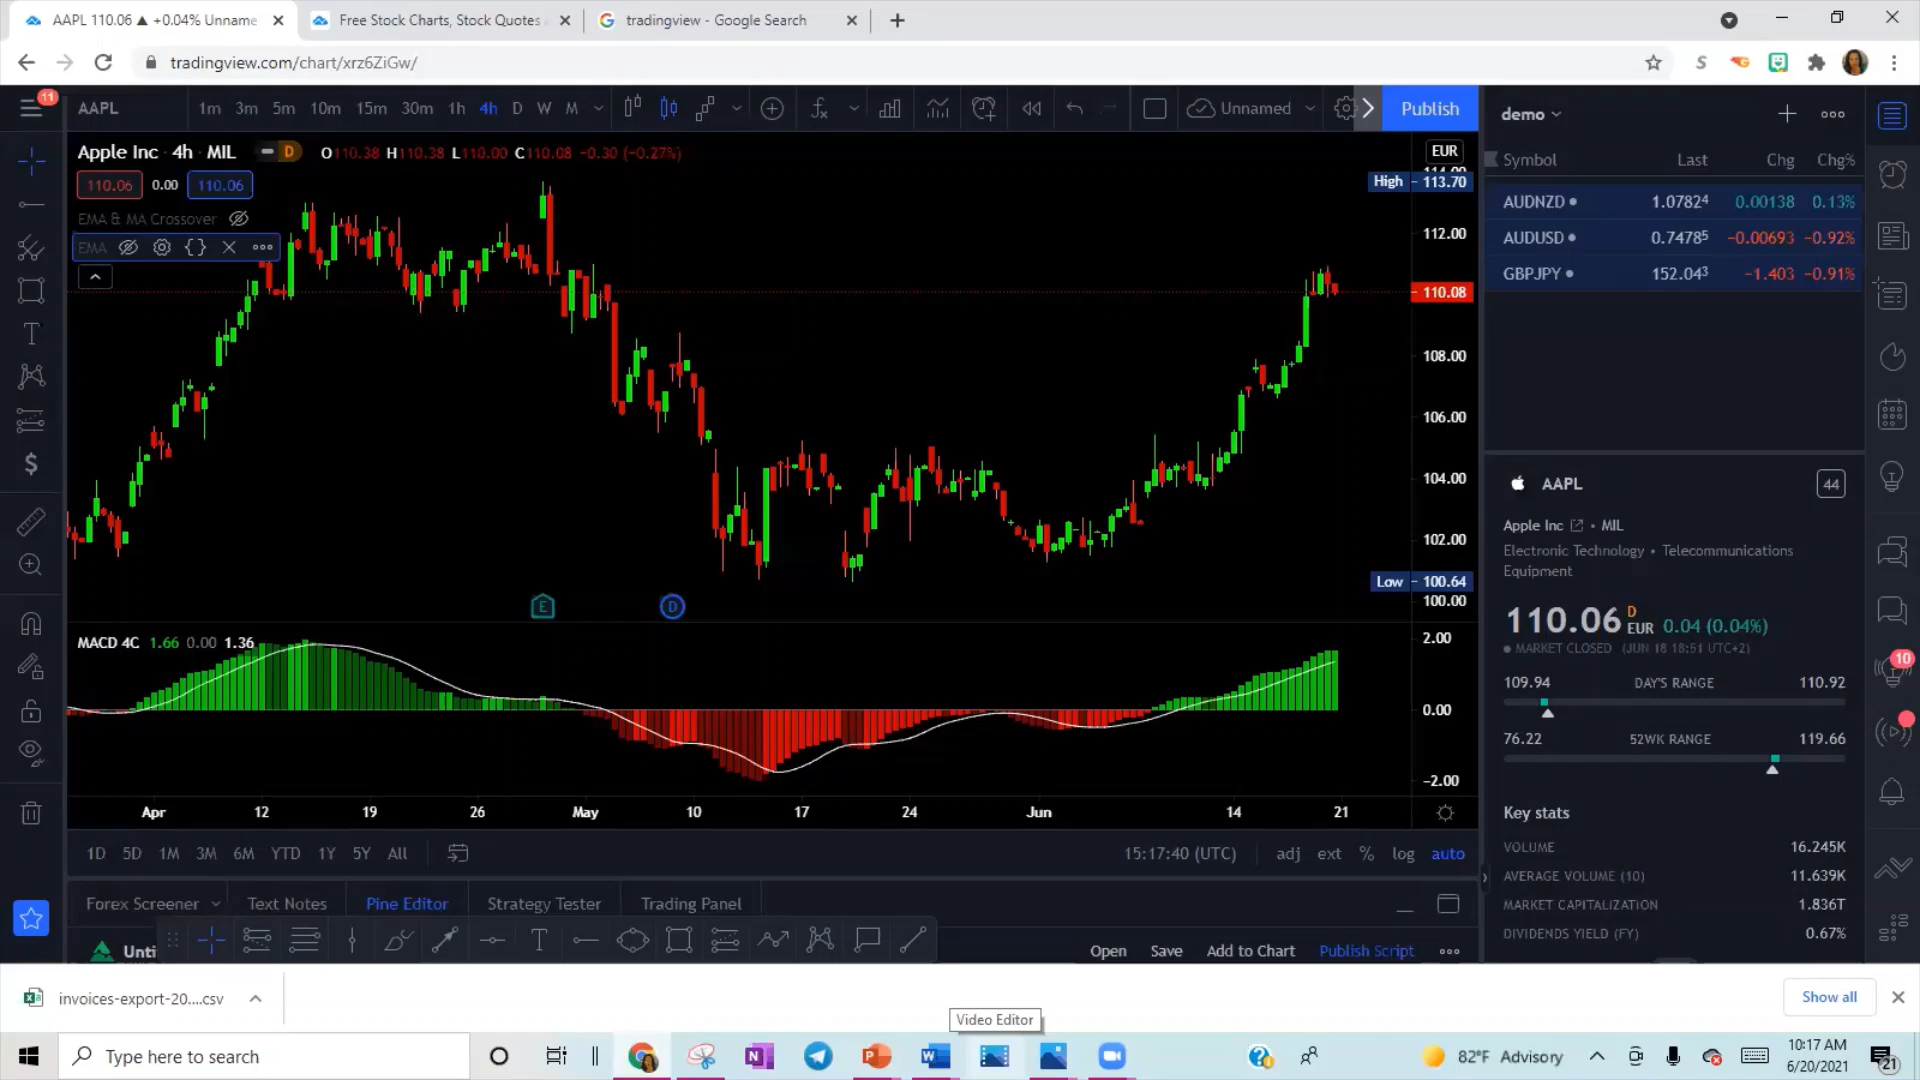 AAPL 110.06 ▲ +0.04% Unname
Free Stock Charts, Stock Quotes
tradingview - Google Search
tradingview.com/chart/xrz6ZiGw/
11
AAPL
1m 3m 5m 10m 15m 30m 1h 4h D W M
Unnamed
Publish
demo
Symbol Last Chg Chg%
AUDNZD 1.07824 0.00138 0.13%
AUDUSD 0.74785 −0.00693 −0.92%
GBPJPY 152.043 −1.403 −0.91%
Apple Inc 4h MIL D O110.38 H110.38 L110.00 C110.08 −0.30 (−0.27%)
110.06 0.00 110.06
EMA & MA Crossover
EMA
EUR
High 113.70
112.00
110.08
108.00
106.00
104.00
102.00
Low 100.64
100.00
E
D
MACD 4C 1.66 0.00 1.36
2.00
0.00
−2.00
Apr 12 19 26 May 10 17 24 Jun 14 21
1D 5D 1M 3M 6M YTD 1Y 5Y All
15:17:40 (UTC) adj ext % log auto
Forex Screener Text Notes Pine Editor Strategy Tester Trading Panel
Unti
Open Save Add to Chart Publish Script
AAPL
44
Apple Inc • MIL
Electronic Technology • Telecommunications
Equipment
110.06 D EUR 0.04 (0.04%)
MARKET CLOSED (JUN 18 18:51 UTC+2)
109.94 DAY'S RANGE 110.92
76.22 52WK RANGE 119.66
Key stats
VOLUME 16.245K
AVERAGE VOLUME (10) 11.639K
MARKET CAPITALIZATION 1.836T
DIVIDENDS YIELD (FY) 0.67%
10
invoices-export-20....csv
Show all
Video Editor
Type here to search
82°F Advisory
10:17 AM
6/20/2021
21